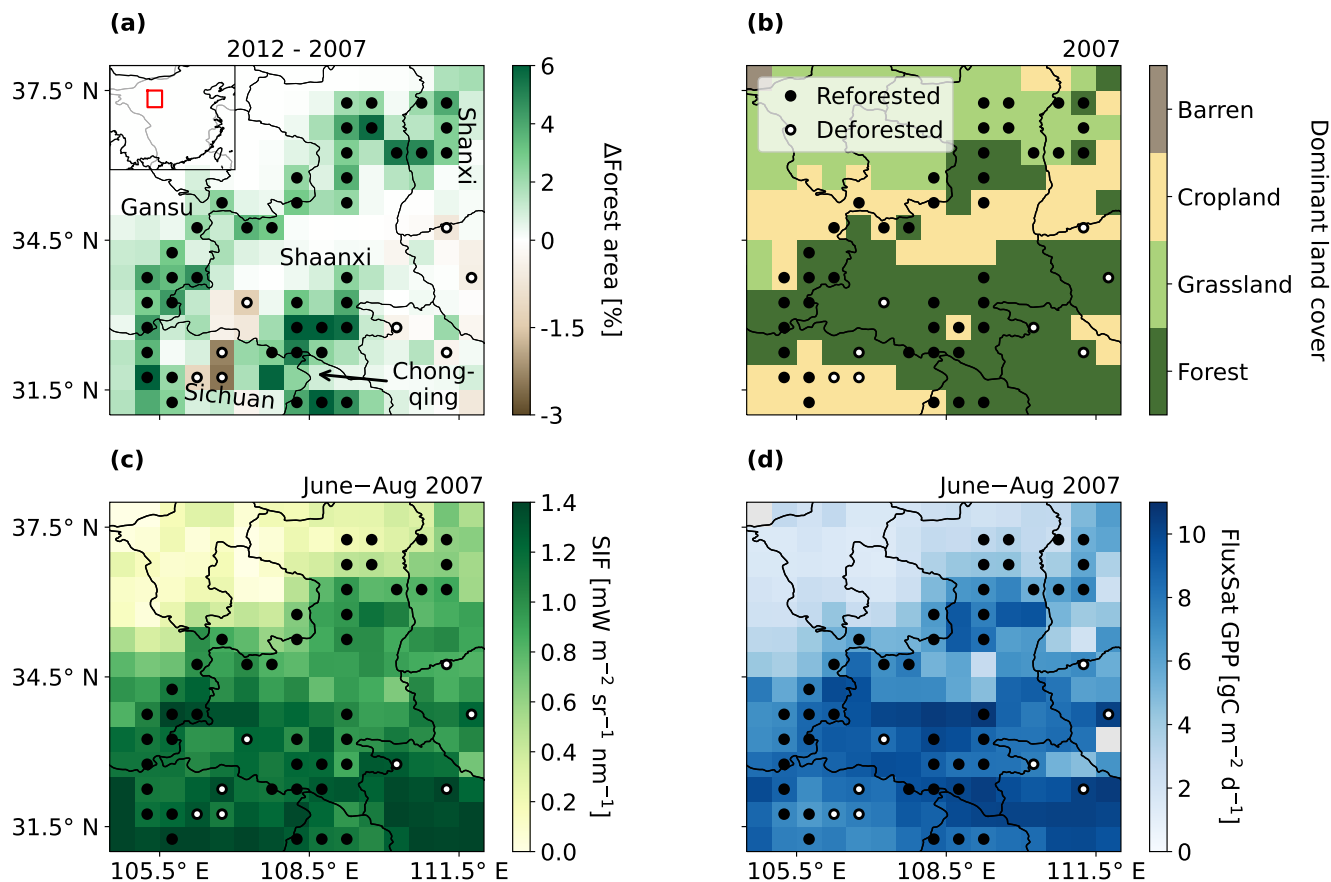 (a)
2012 - 2007
37.5° N
34.5° N
31.5° N
Gansu
Shaanxi
Shanxi
Sichuan
Chong-
qing
6
4
2
0
-1.5
-3
ΔForest area [%]
(b)
2007
Reforested
Deforested
Barren
Cropland
Grassland
Forest
Dominant land cover
(c)
June−Aug 2007
37.5° N
34.5° N
31.5° N
105.5° E
108.5° E
111.5° E
1.4
1.2
1.0
0.8
0.6
0.4
0.2
0.0
SIF [mW m⁻² sr⁻¹ nm⁻¹]
(d)
June−Aug 2007
105.5° E
108.5° E
111.5° E
10
8
6
4
2
0
FluxSat GPP [gC m⁻² d⁻¹]